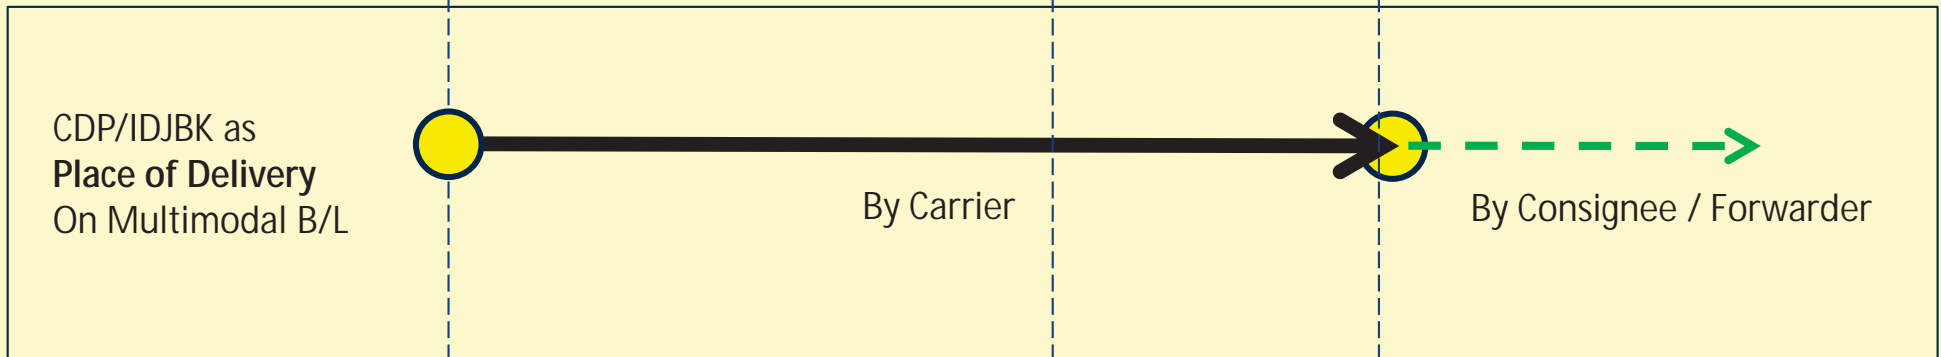 CDP/IDJBK as
Place of Delivery
On Multimodal B/L
By Carrier
By Consignee / Forwarder